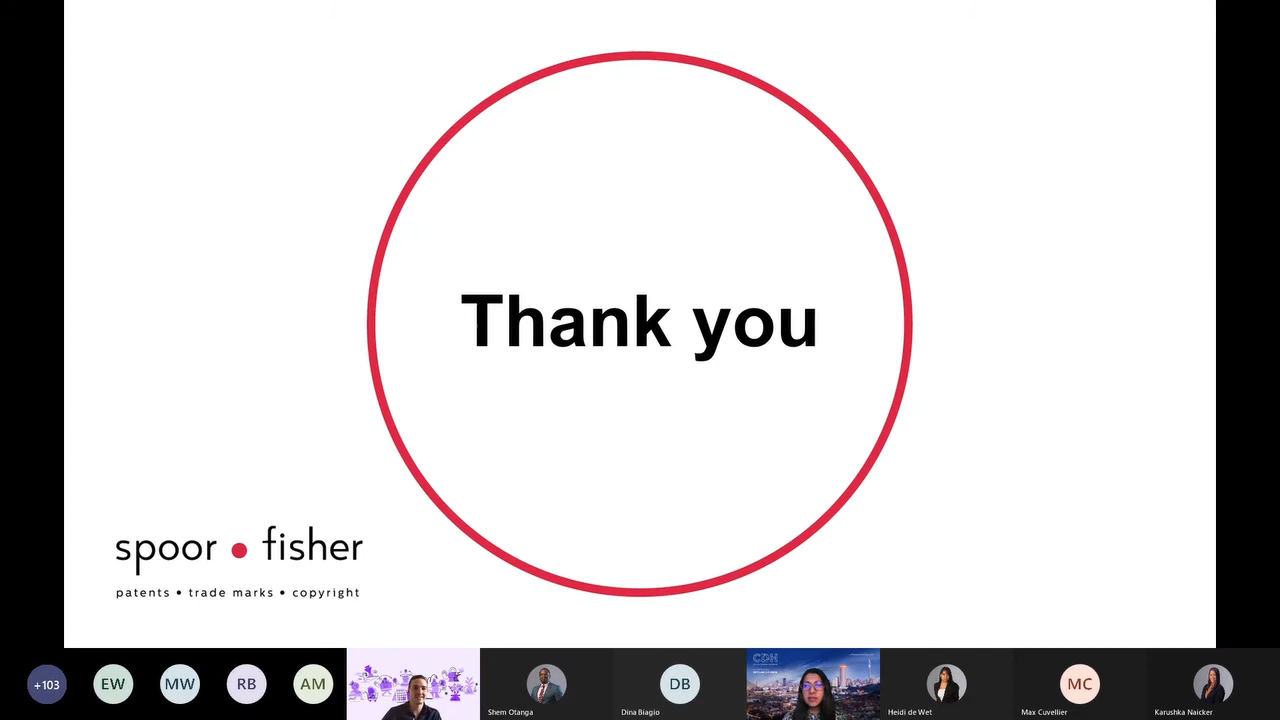 Thank you
spoor • fisher
patents • trade marks • copyright
+103
EW
MW
RB
AM
Shem Otanga
DB
Dina Biagio
CDH
Heidi de Wet
MC
Max Cuvellier
Karushka Naicker